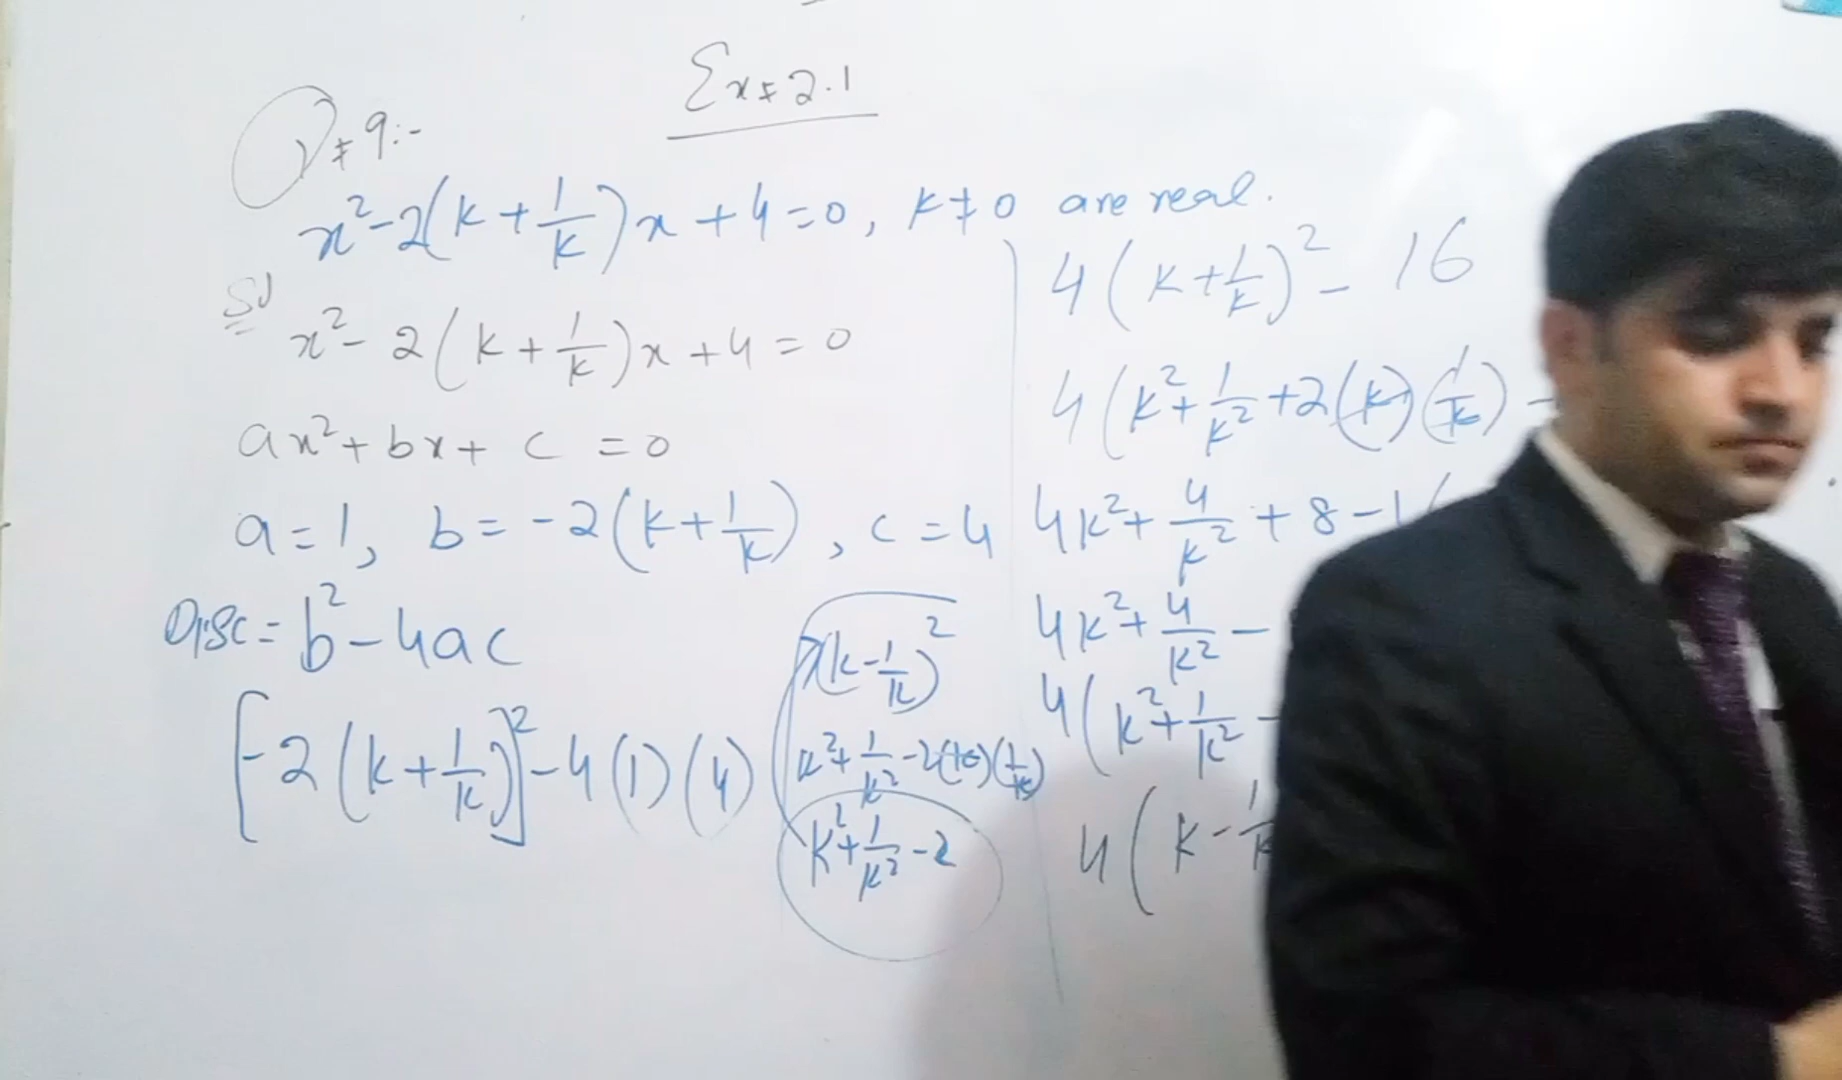 Ex # 2.1
Q # 9:-
x² - 2(k + 1/k)x + 4 = 0, k ≠ 0 are real.
Sol
x² - 2(k + 1/k)x + 4 = 0
ax² + bx + c = 0
a = 1, b = -2(k + 1/k), c = 4
Disc = b² - 4ac
[-2(k + 1/k)]² - 4(1)(4)
(k - 1/k)²
k² + 1/k² - 2(k)(1/k)
k² + 1/k² - 2
4(k + 1/k)² - 16
4(k² + 1/k² + 2(k)(1/k)) -
4k² + 4/k² + 8 - 16
4k² + 4/k² -
4(k² + 1/k² -
4(k - 1/k